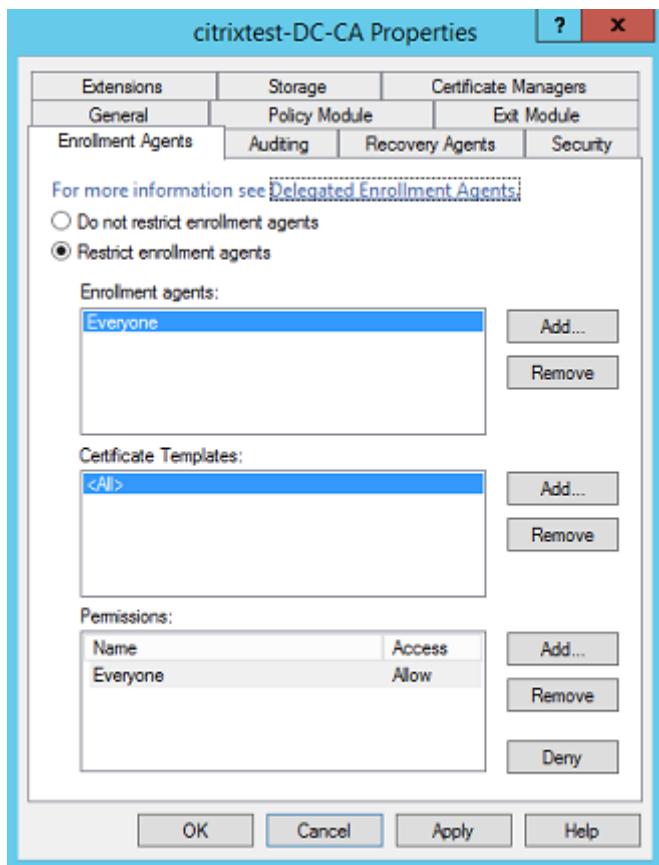 citrixtest-DC-CA Properties
?
x
Extensions
Storage
Certificate Managers
General
Policy Module
Exit Module
Enrollment Agents
Auditing
Recovery Agents
Security
For more information see Delegated Enrollment Agents.
Do not restrict enrollment agents
Restrict enrollment agents
Enrollment agents:
Everyone
Add...
Remove
Certificate Templates:
<All>
Add...
Remove
Permissions:
Name
Access
Everyone
Allow
Add...
Remove
Deny
OK
Cancel
Apply
Help